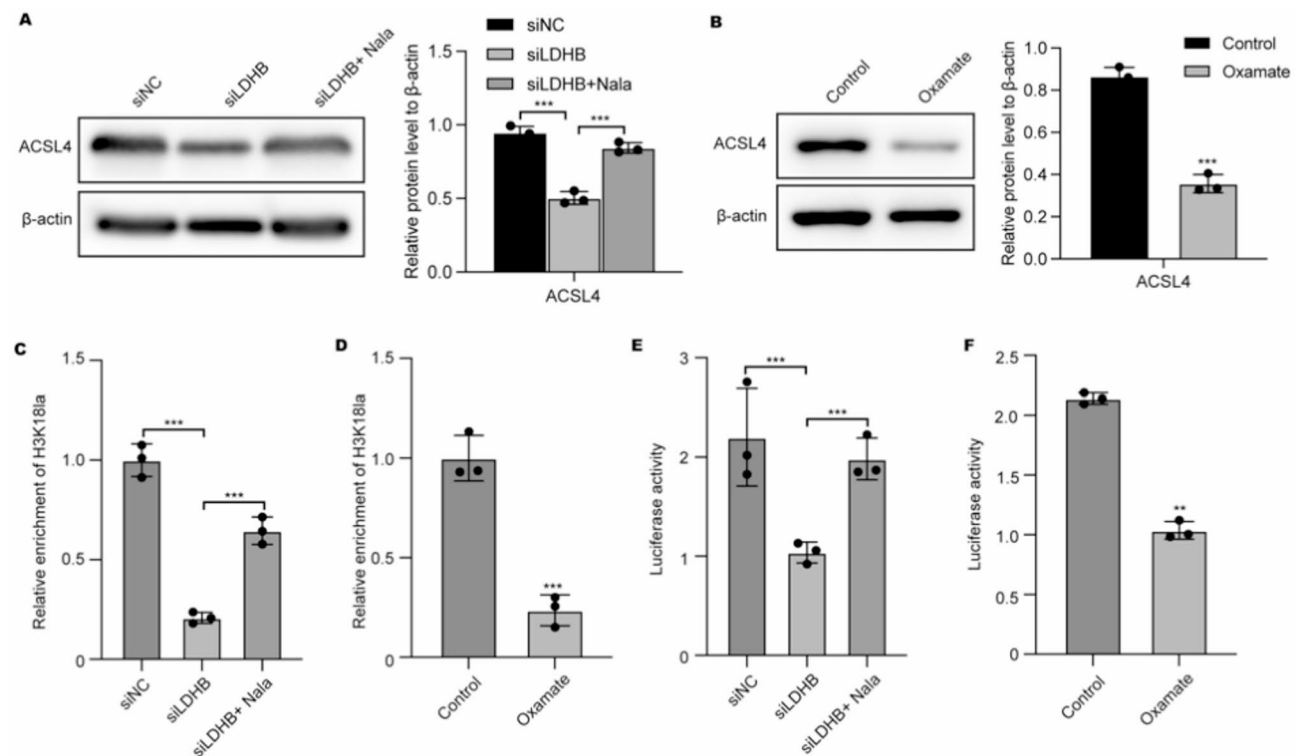 A
siNC
siLDHB
siLDHB+ Nala
ACSL4
β-actin
Relative protein level to β-actin
1.5
1.0
0.5
0.0
siNC
siLDHB
siLDHB+Nala
***
***
ACSL4
B
Control
Oxamate
ACSL4
β-actin
Relative protein level to β-actin
1.0
0.8
0.6
0.4
0.2
0.0
Control
Oxamate
***
ACSL4
C
Relative enrichment of H3K18la
1.5
1.0
0.5
0
***
***
siNC
siLDHB
siLDHB+ Nala
D
Relative enrichment of H3K18la
1.5
1.0
0.5
0
***
Control
Oxamate
E
Luciferase activity
3
2
1
0
***
***
siNC
siLDHB
siLDHB+ Nala
F
Luciferase activity
2.5
2.0
1.0
1.5
0.5
0
**
Control
Oxamate